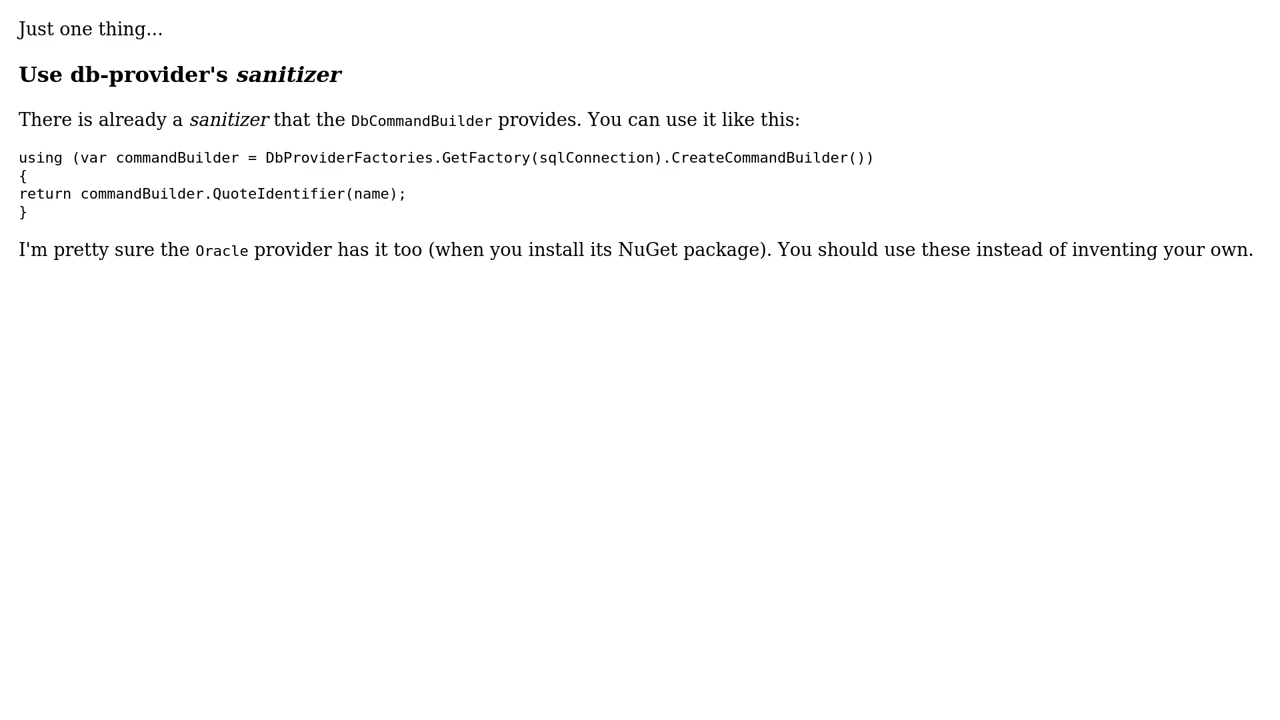 Just one thing...
Use db-provider's sanitizer
There is already a sanitizer that the DbCommandBuilder provides. You can use it like this:
using (var commandBuilder = DbProviderFactories.GetFactory(sqlConnection).CreateCommandBuilder())
{
return commandBuilder.QuoteIdentifier(name);
}
I'm pretty sure the Oracle provider has it too (when you install its NuGet package). You should use these instead of inventing your own.